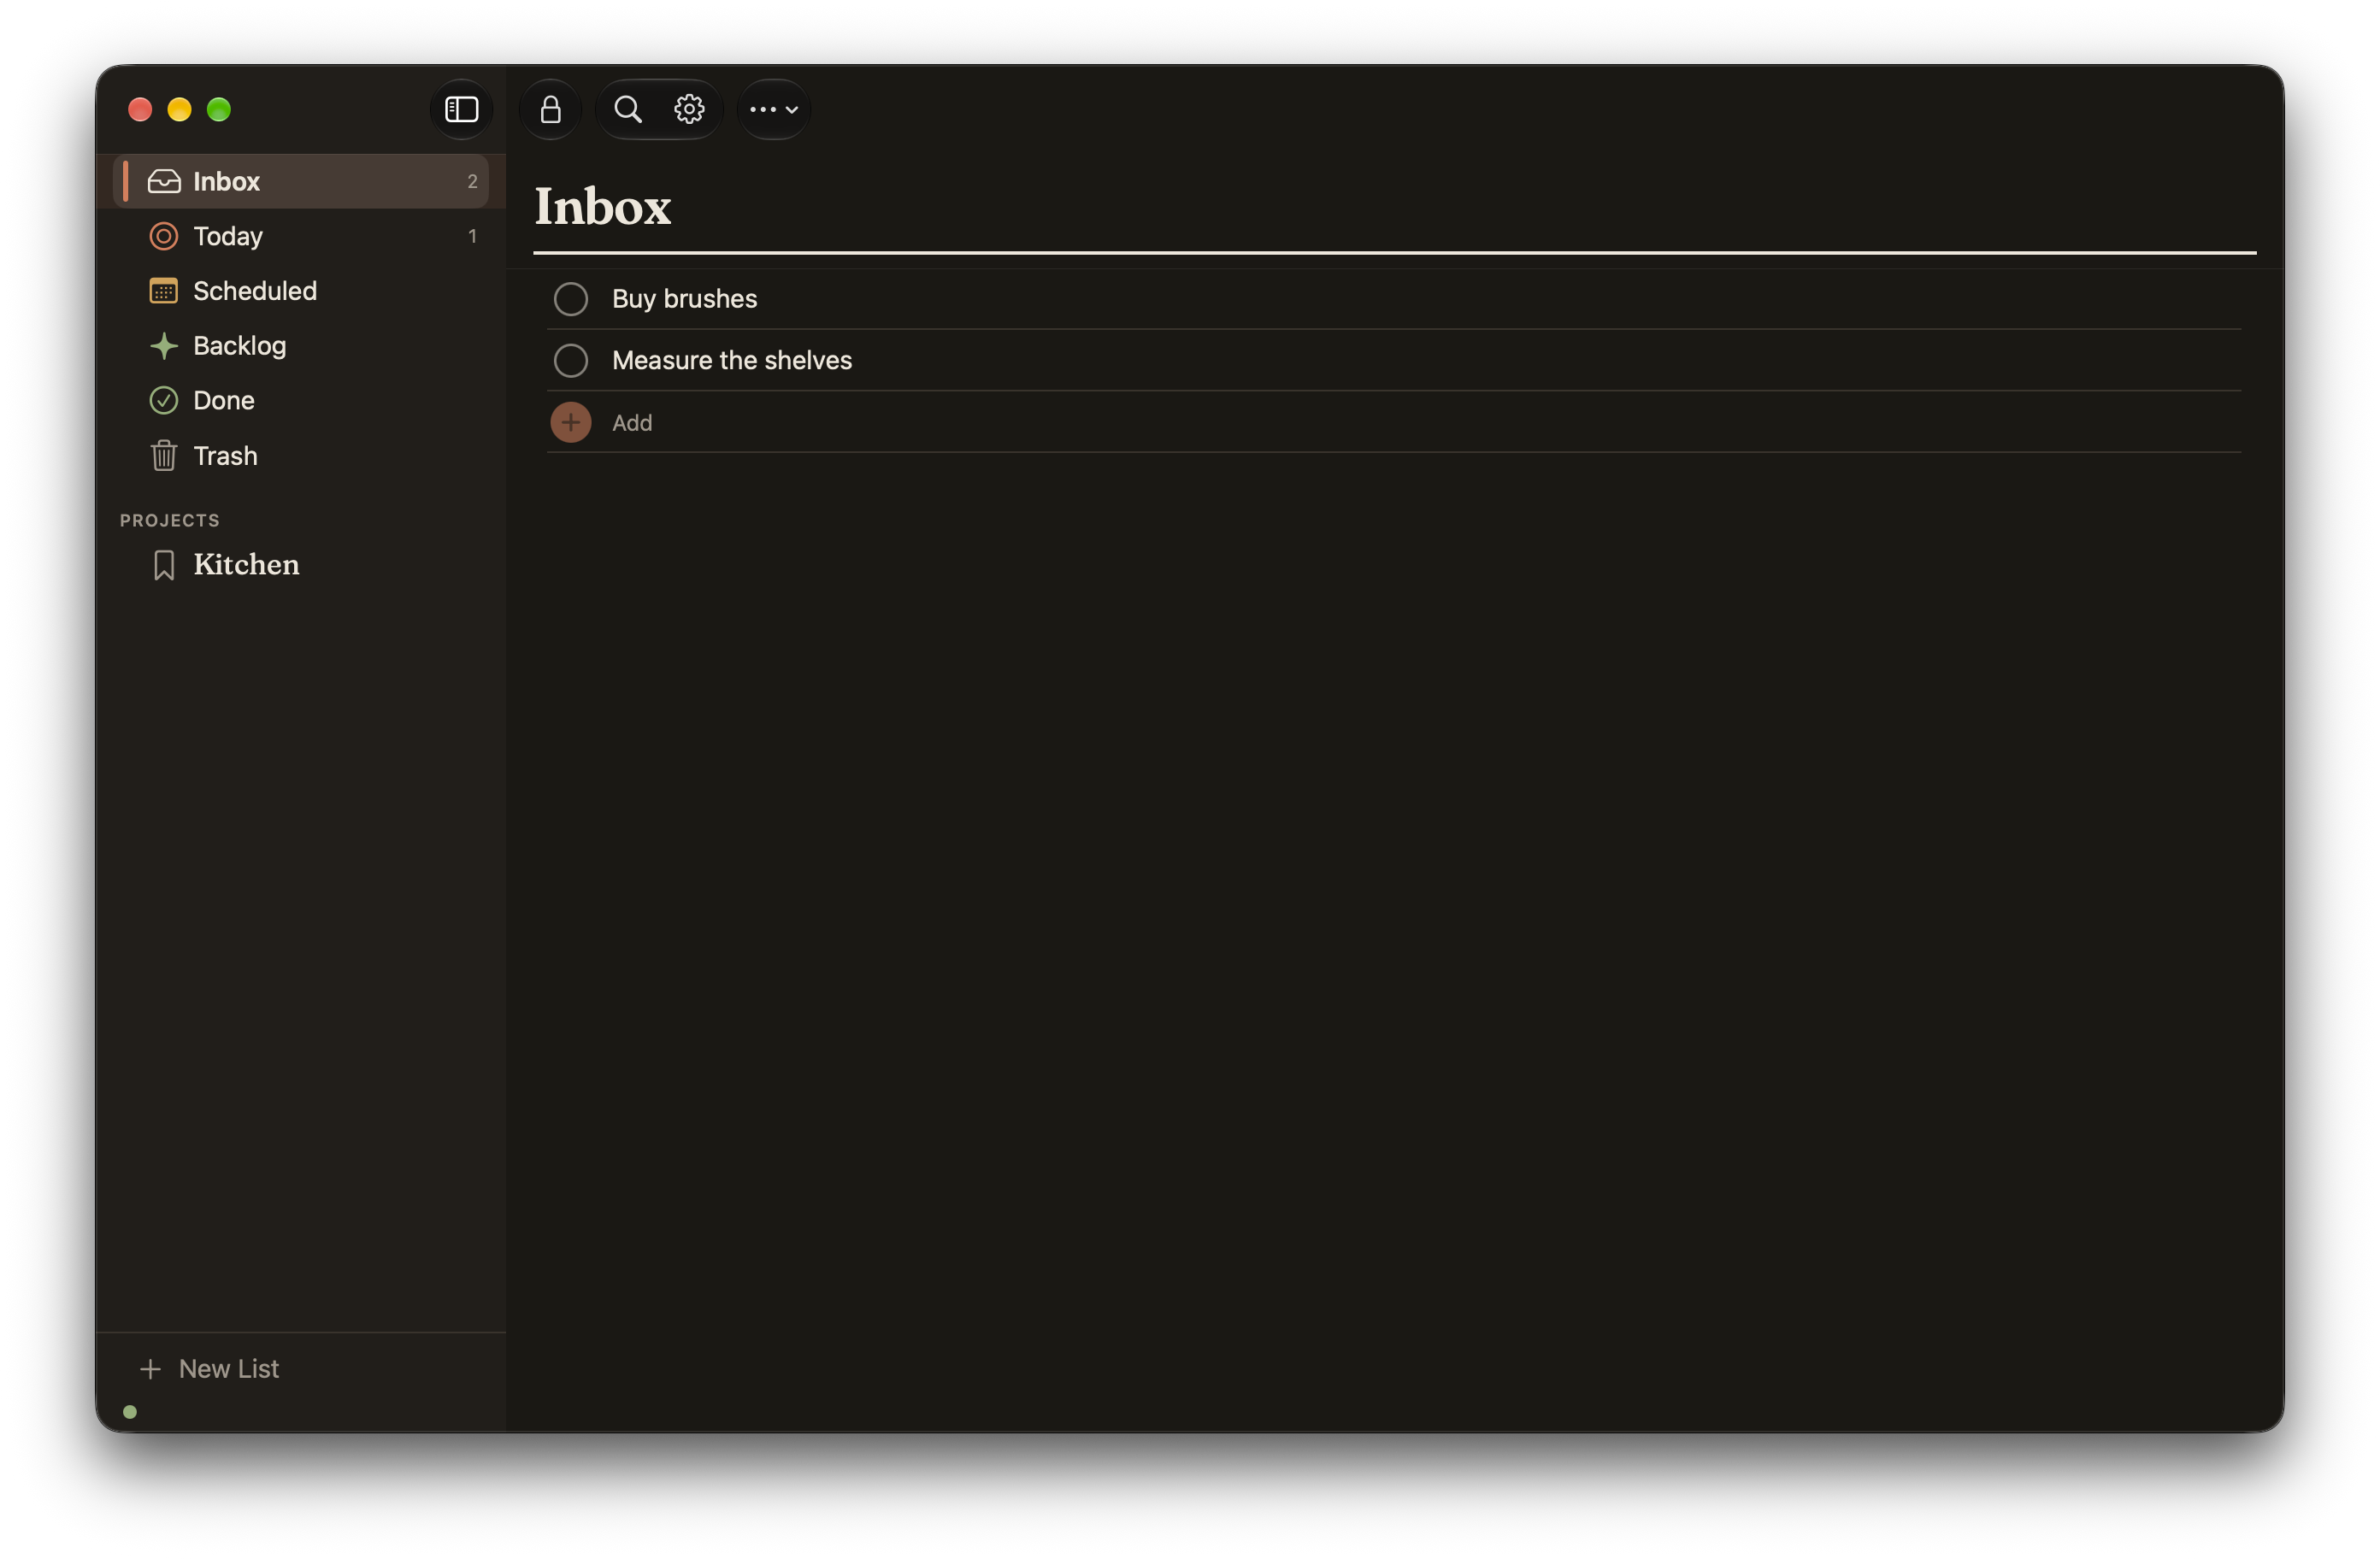 Inbox 2
Today 1
Scheduled
Backlog
Done
Trash
PROJECTS
Kitchen
New List
Inbox
Buy brushes
Measure the shelves
Add